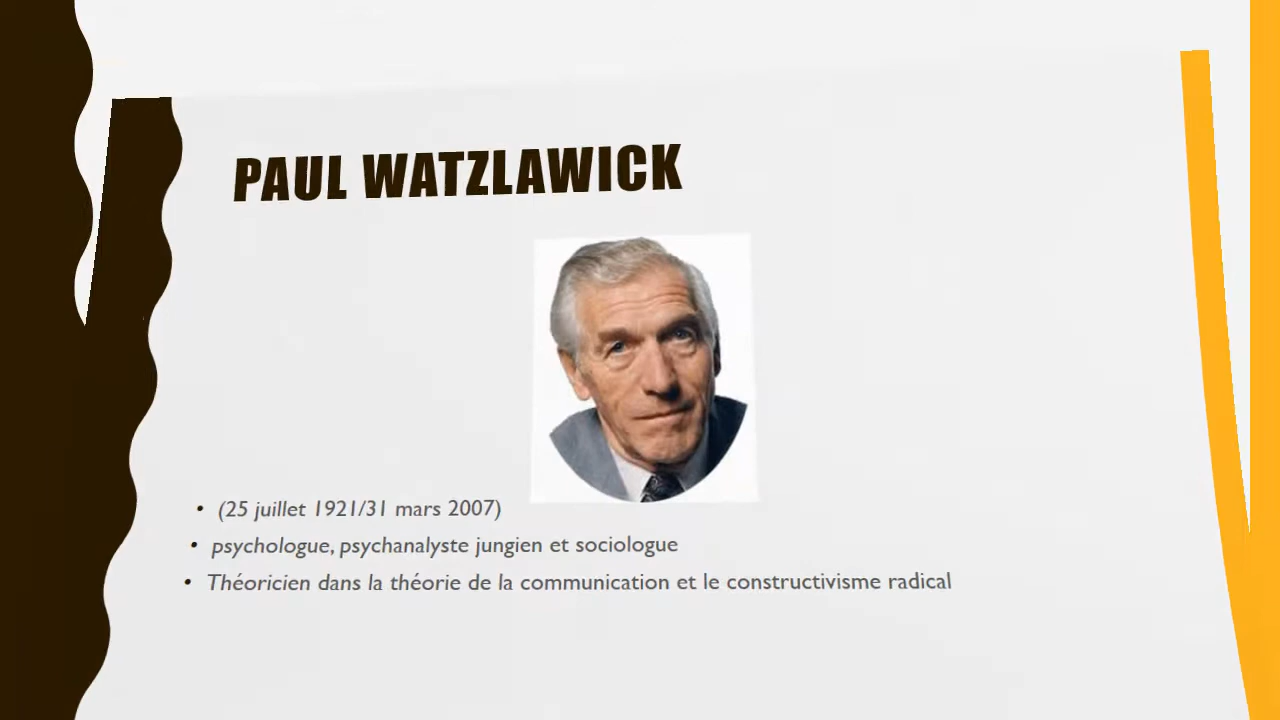 PAUL WATZLAWICK
• (25 juillet 1921/31 mars 2007)
• psychologue, psychanalyste jungien et sociologue
• Théoricien dans la théorie de la communication et le constructivisme radical